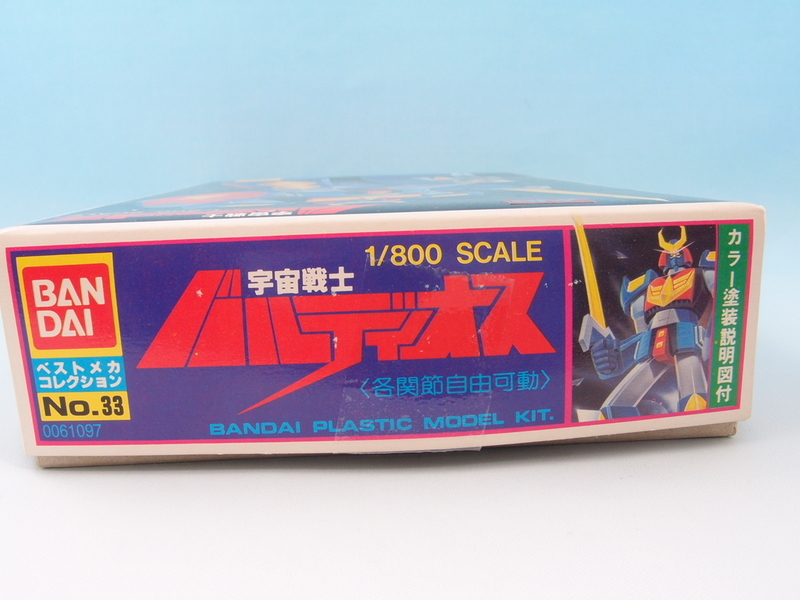 BAN
DAI
ベストメカ
コレクション
No.33
0061097
1/800 SCALE
宇宙戦士
バルディオス
〈各関節自由可動〉
BANDAI PLASTIC MODEL KIT.
カラー塗装説明図付